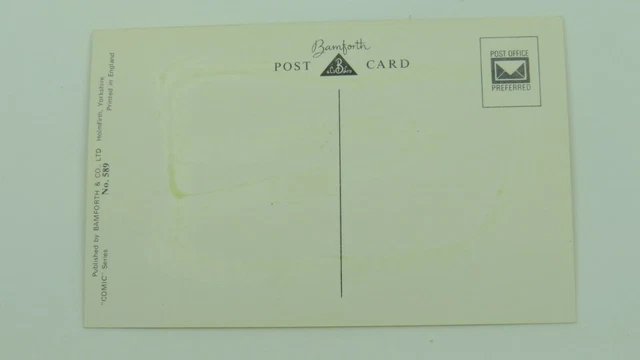 Bamforth
POST CARD
POST OFFICE
PREFERRED
"COMIC" Series
No. 589
Published by BAMFORTH & CO. LTD Holmfirth, Yorkshire
Printed in England